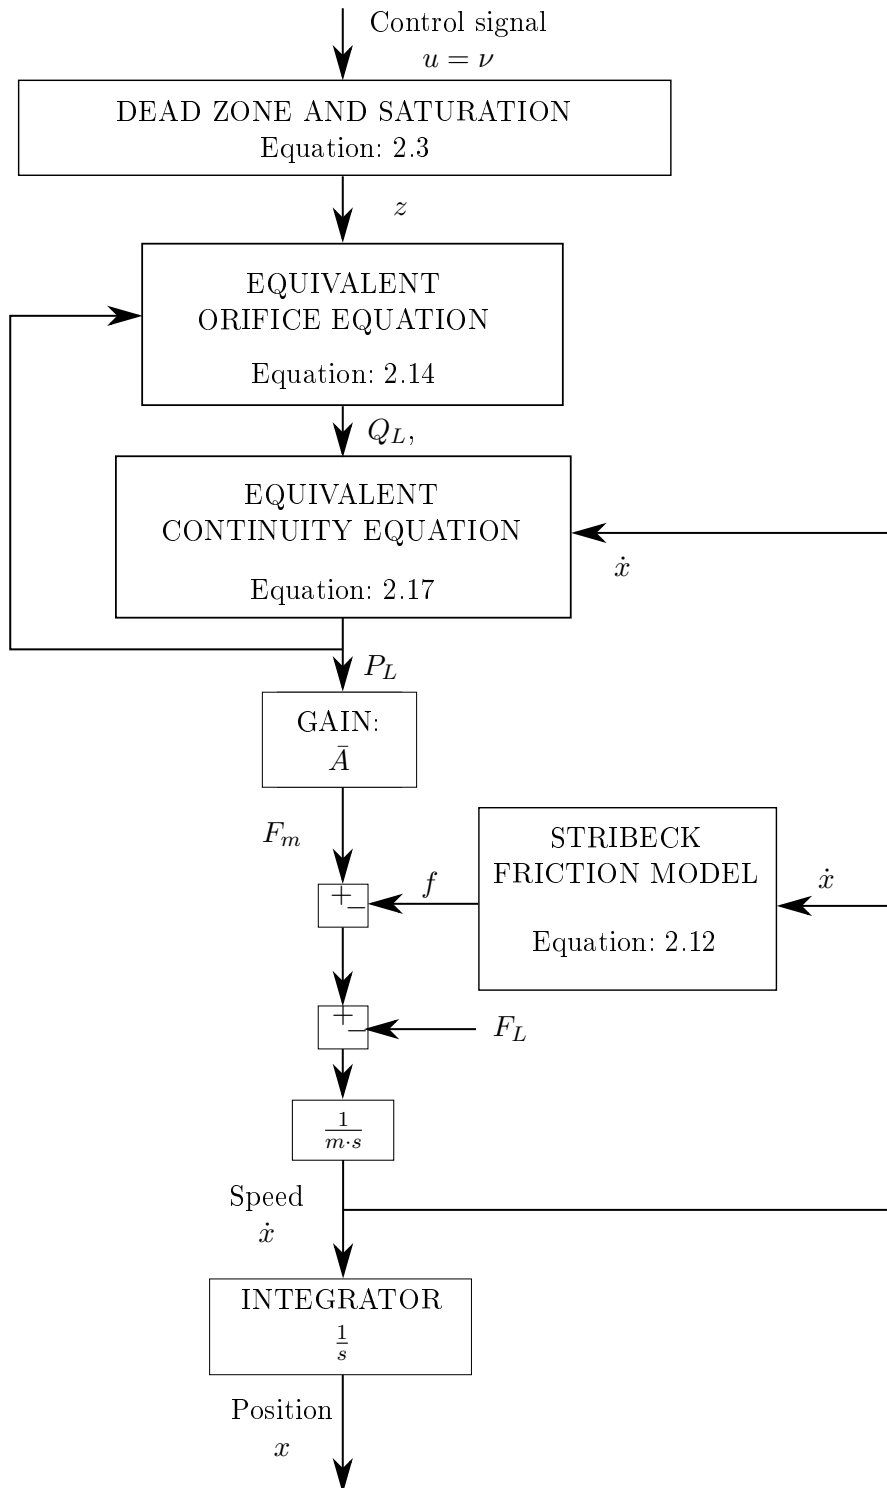 Control signal
u = ν
DEAD ZONE AND SATURATION
Equation: 2.3
z
EQUIVALENT
ORIFICE EQUATION
Equation: 2.14
Q_L,
EQUIVALENT
CONTINUITY EQUATION
Equation: 2.17
ẋ
P_L
GAIN:
Ā
F_m
STRIBECK
FRICTION MODEL
Equation: 2.12
ẋ
f
+
−
+
−
F_L
1
m·s
Speed
ẋ
INTEGRATOR
1
s
Position
x